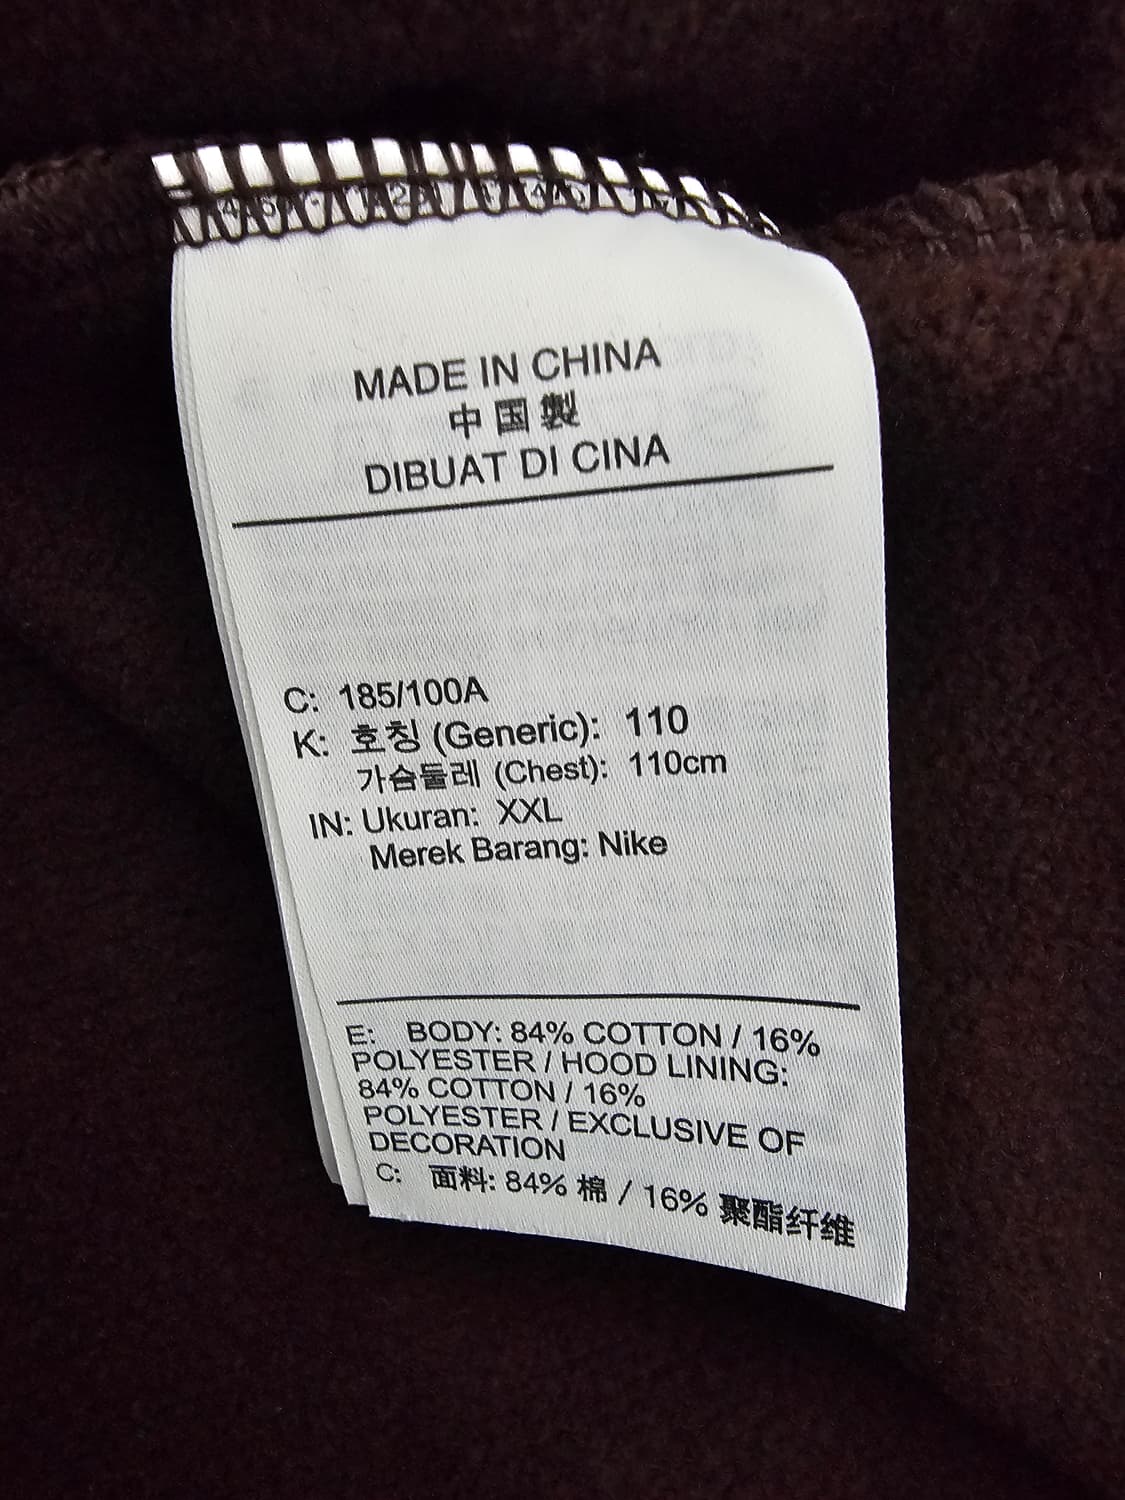 MADE IN CHINA
中国製
DIBUAT DI CINA
C: 185/100A
K: 호칭 (Generic): 110
가슴둘레 (Chest): 110cm
IN: Ukuran: XXL
Merek Barang: Nike
E: BODY: 84% COTTON / 16%
POLYESTER / HOOD LINING:
84% COTTON / 16%
POLYESTER / EXCLUSIVE OF
DECORATION
C: 面料: 84% 棉 / 16% 聚酯纤维